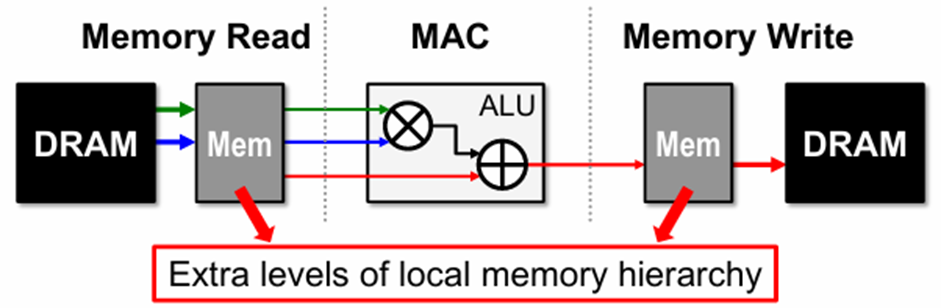 Memory Read
MAC
Memory Write
DRAM
Mem
ALU
Mem
DRAM
Extra levels of local memory hierarchy